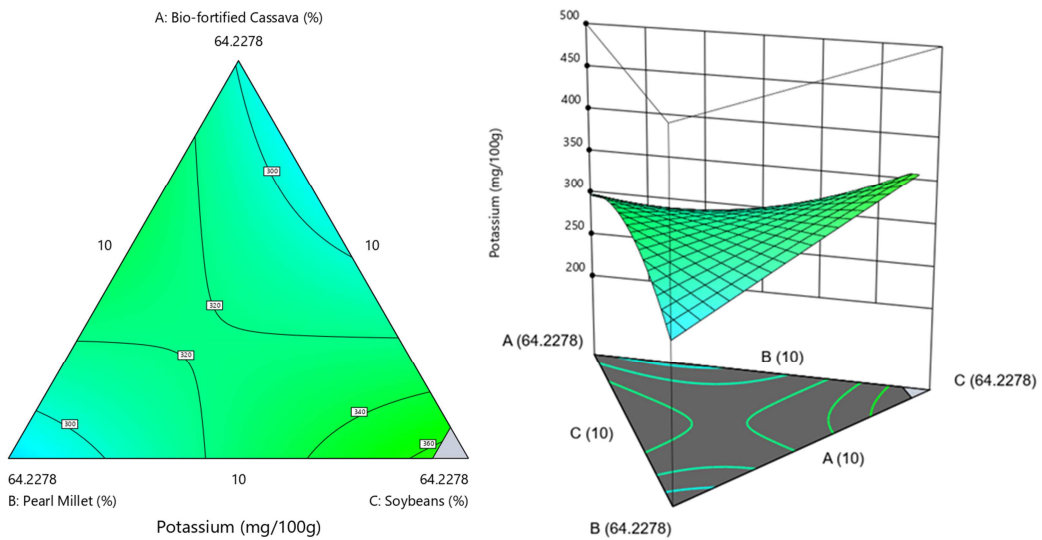 A: Bio-fortified Cassava (%)
64.2278
300
10
10
320
320
340
300
360
64.2278
10
64.2278
B: Pearl Millet (%)
C: Soybeans (%)
Potassium (mg/100g)
500
450
400
350
300
250
200
Potassium (mg/100g)
A (64.2278)
B (10)
C (64.2278)
C (10)
A (10)
B (64.2278)